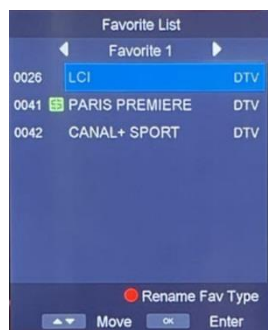 Favorite List
Favorite 1
0026 LCI DTV
0041 $ PARIS PREMIERE DTV
0042 CANAL+ SPORT DTV
Rename Fav Type
Move OK Enter